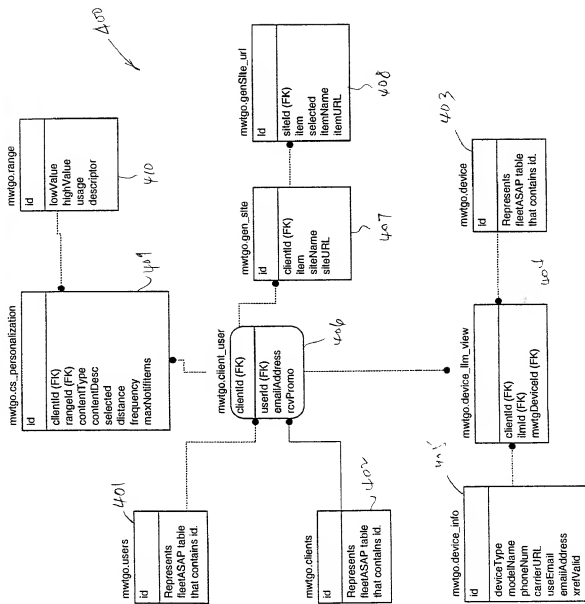 400
mwtgo.range
id
lowValue
highValue
usage
descriptor
410
mwtgo.cs_personalization
id
clientId (FK)
rangeId (FK)
contentType
contentDesc
selected
distance
frequency
maxNotifItems
409
mwtgo.genSite_url
Id
siteId (FK)
item
selected
itemName
itemURL
408
mwtgo.gen_site
id
clientId (FK)
item
siteName
siteURL
407
mwtgo.client_user
clientId (FK)
userId (FK)
emailAddress
rcvPromo
406
mwtgo.users
id
Represents
fleetASAP table
that contains id.
401
mwtgo.clients
id
Represents
fleetASAP table
that contains id.
402
mwtgo.device
Id
Represents
fleetASAP table
that contains id.
403
mwtgo.device_ilm_view
clientId (FK)
ilmId (FK)
mwtgDeviceId (FK)
mwtgo.device_info
id
deviceType
modelName
phoneNum
carrierURL
useEmail
emailAddress
xrefValid
405